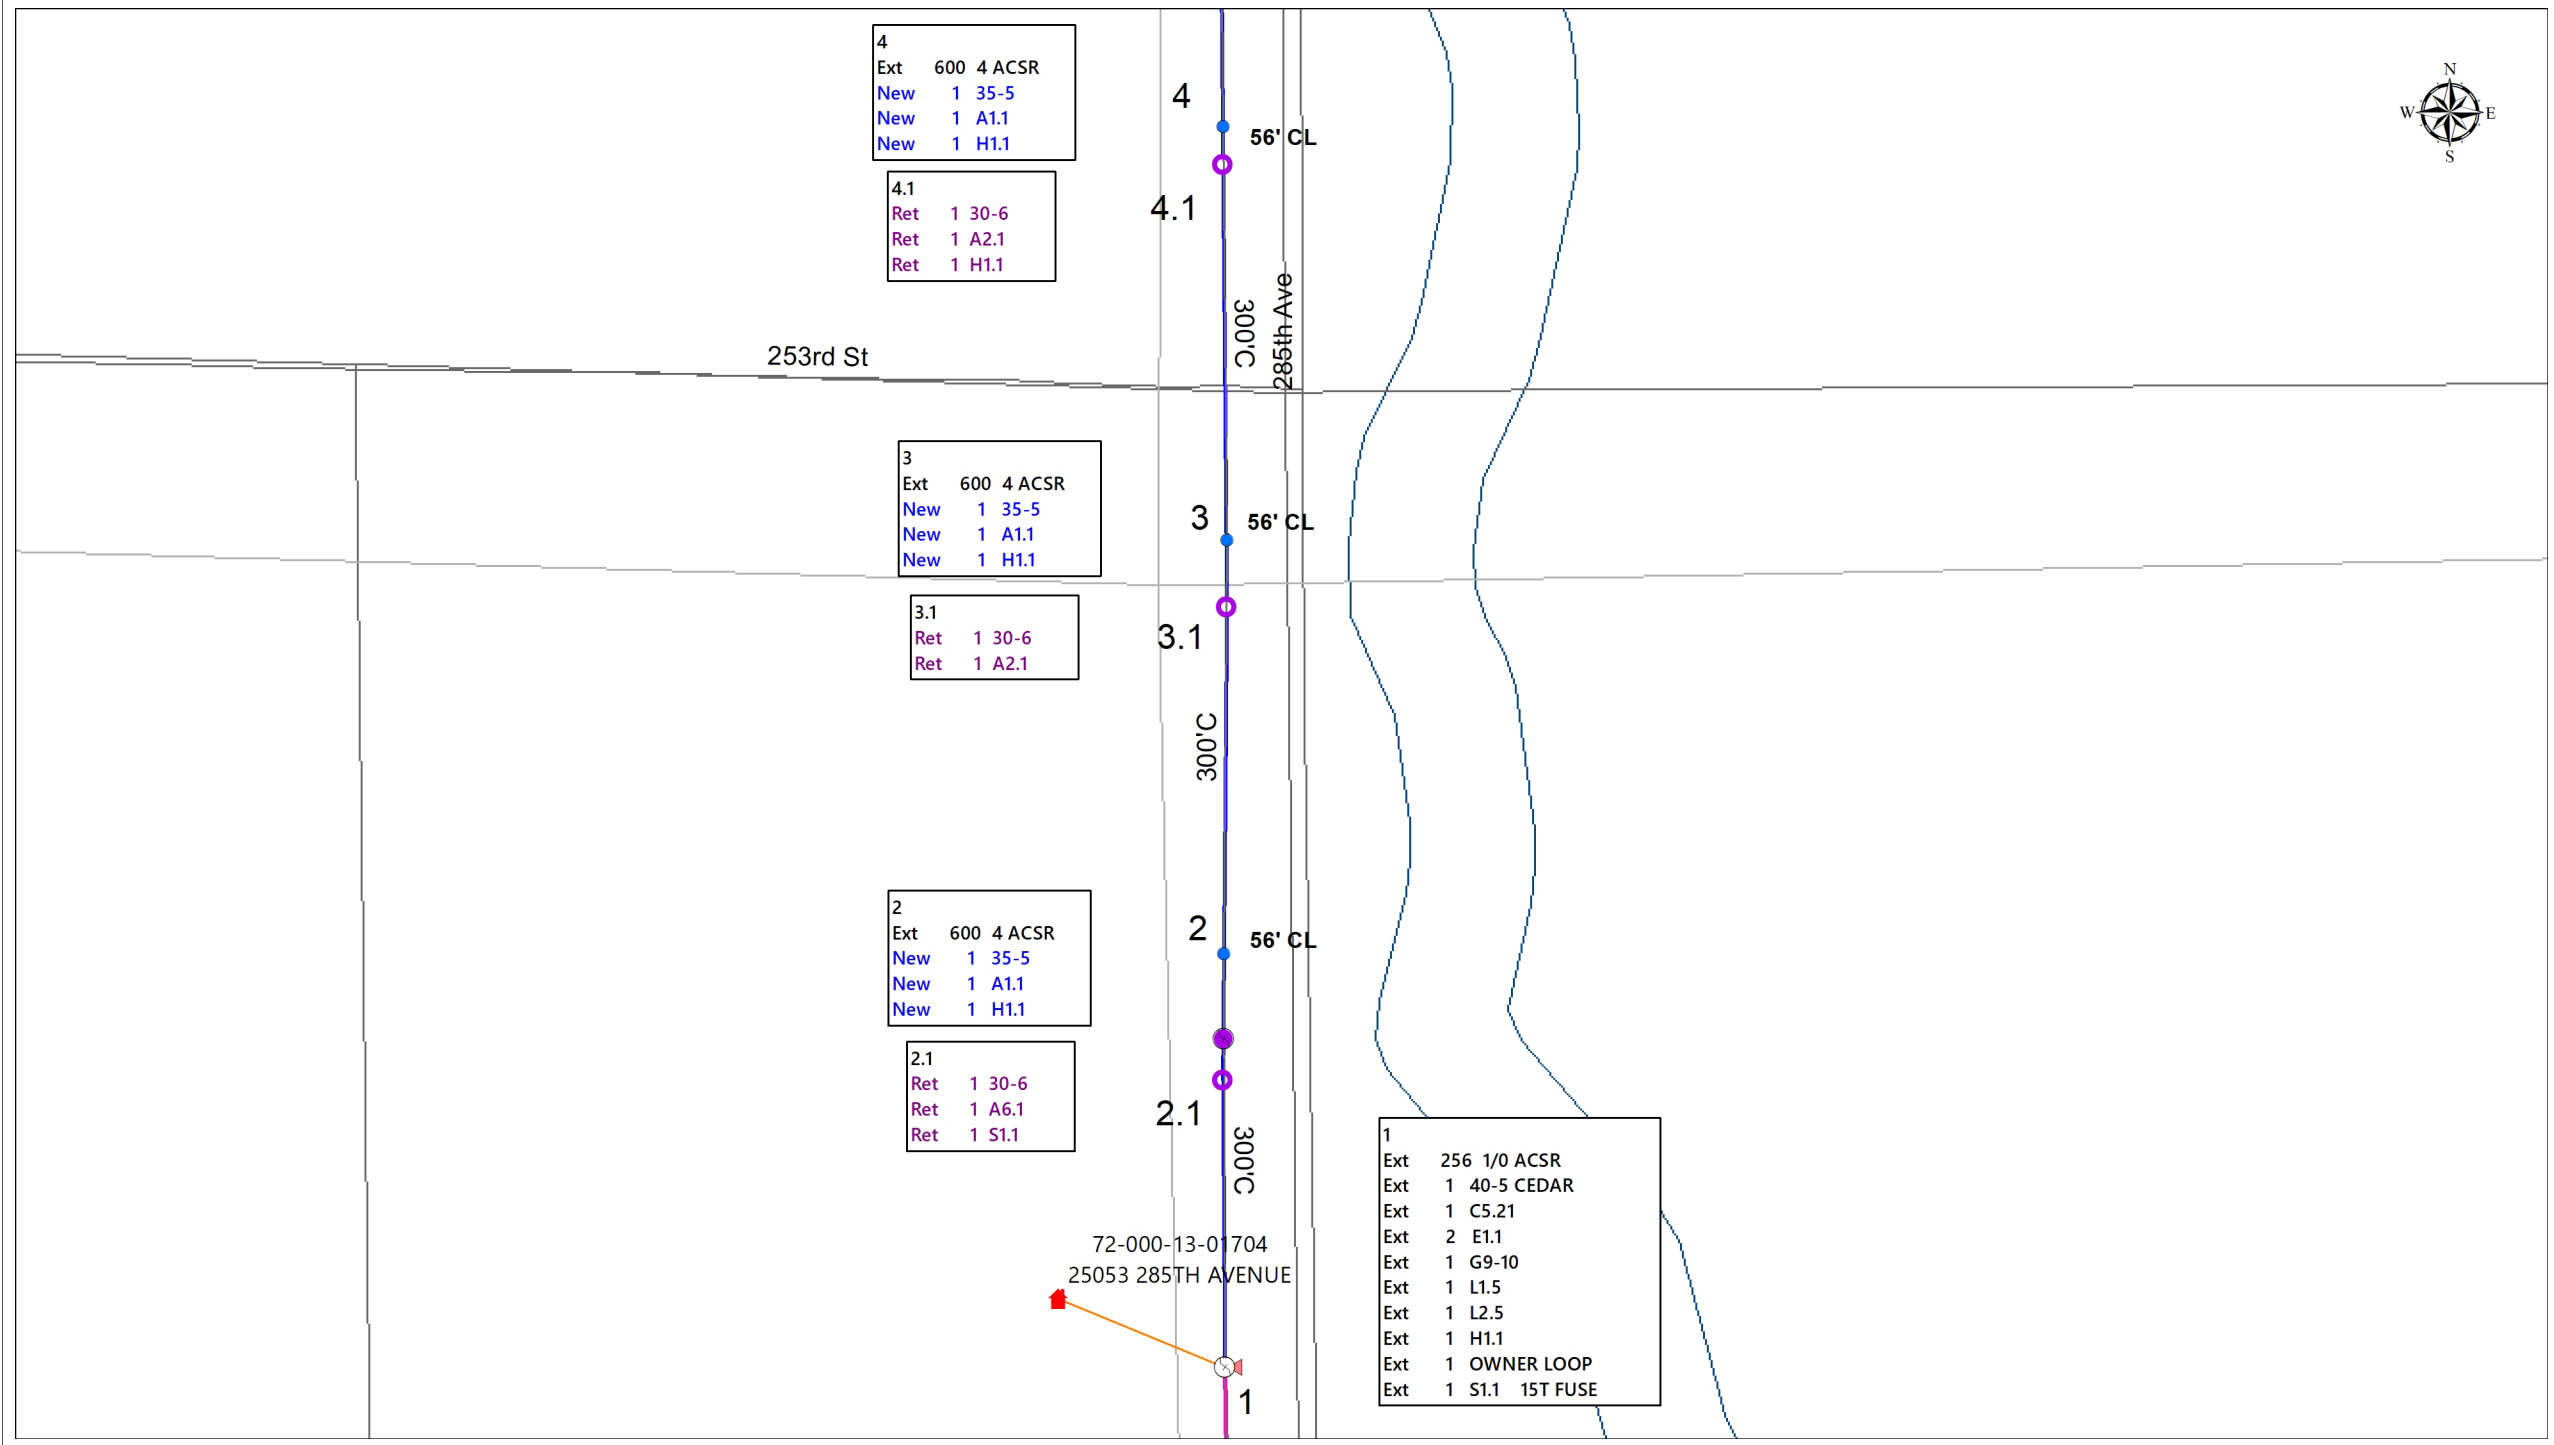 4
Ext 600 4 ACSR
New 1 35-5
New 1 A1.1
New 1 H1.1
4.1
Ret 1 30-6
Ret 1 A2.1
Ret 1 H1.1
4
56' CL
4.1
N
W E
S
300'C
285th Ave
253rd St
3
Ext 600 4 ACSR
New 1 35-5
New 1 A1.1
New 1 H1.1
3
56' CL
3.1
Ret 1 30-6
Ret 1 A2.1
3.1
300'C
2
Ext 600 4 ACSR
New 1 35-5
New 1 A1.1
New 1 H1.1
2
56' CL
2.1
Ret 1 30-6
Ret 1 A6.1
Ret 1 S1.1
2.1
300'C
72-000-13-01704
25053 285TH AVENUE
1
1
Ext 256 1/0 ACSR
Ext 1 40-5 CEDAR
Ext 1 C5.21
Ext 2 E1.1
Ext 1 G9-10
Ext 1 L1.5
Ext 1 L2.5
Ext 1 H1.1
Ext 1 OWNER LOOP
Ext 1 S1.1 15T FUSE